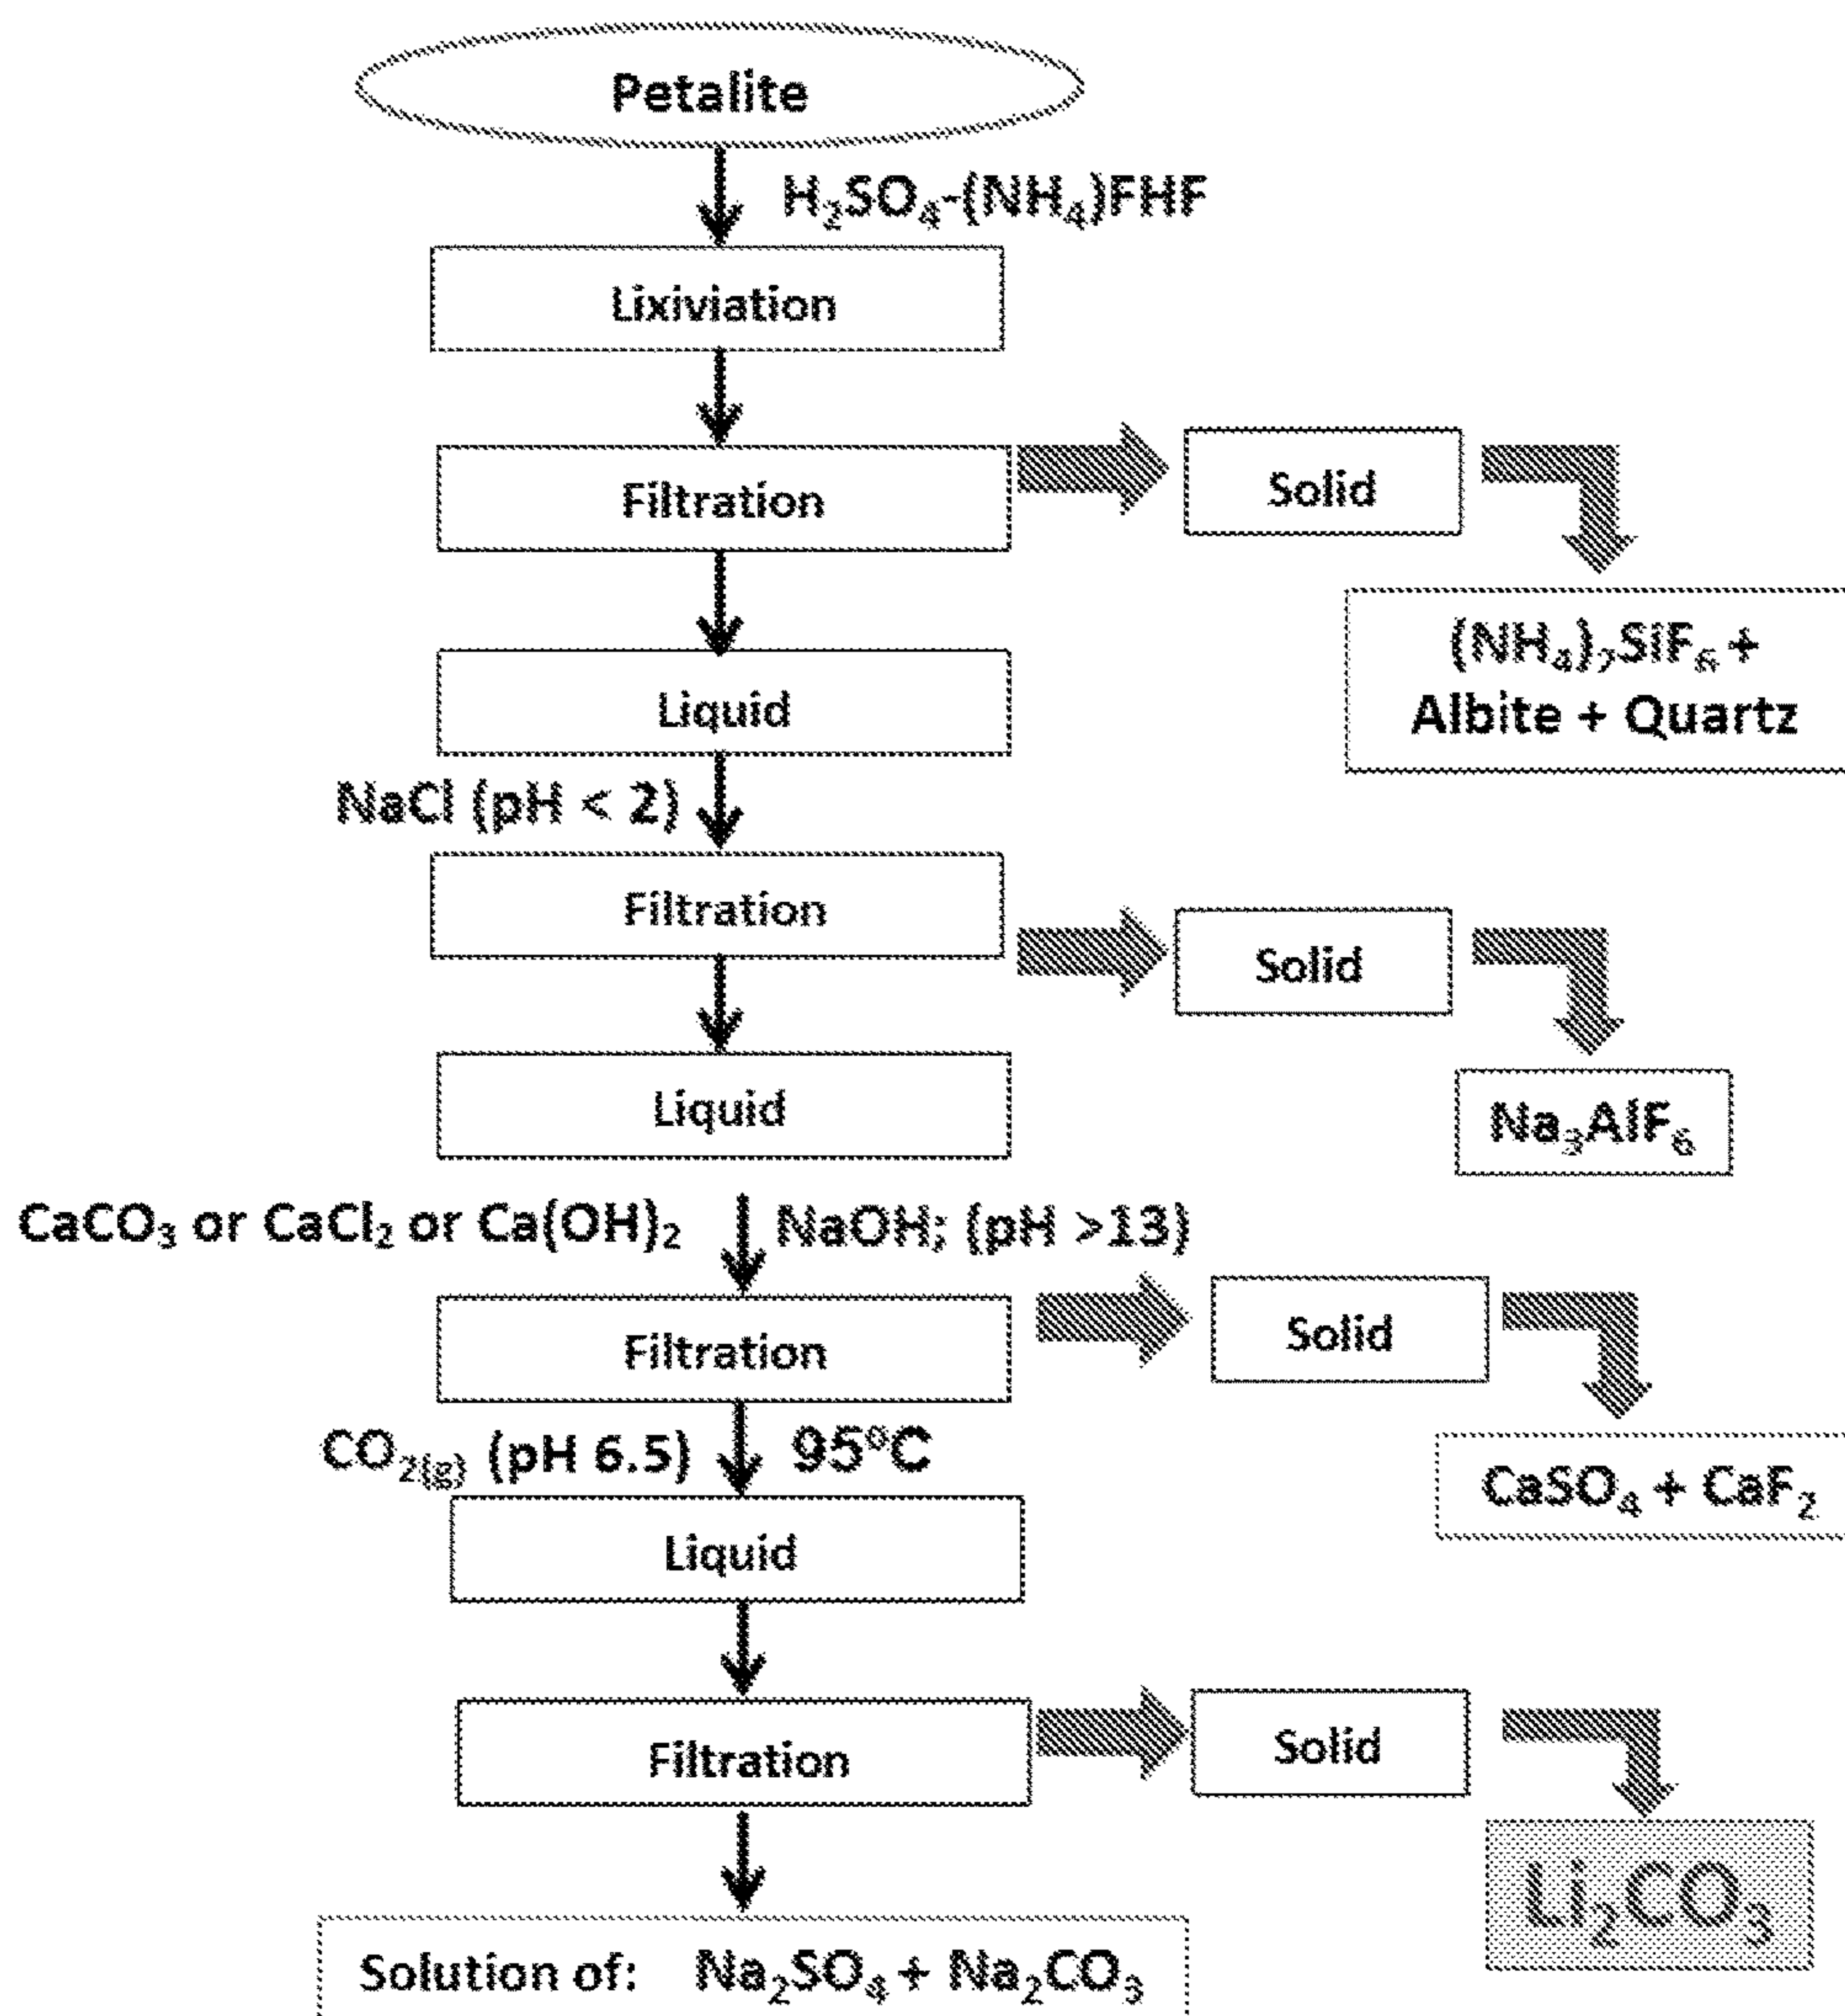 Petalite
H₂SO₄-(NH₄)FHF
Lixiviation
Filtration
Solid
(NH₄)₂SiF₆ +
Albite + Quartz
Liquid
NaCl (pH < 2)
Filtration
Solid
Na₃AlF₆
Liquid
CaCO₃ or CaCl₂ or Ca(OH)₂
NaOH; (pH >13)
Filtration
Solid
CaSO₄ + CaF₂
CO₂(g) (pH 6.5)
95°C
Liquid
Filtration
Solid
Li₂CO₃
Solution of: Na₂SO₄ + Na₂CO₃